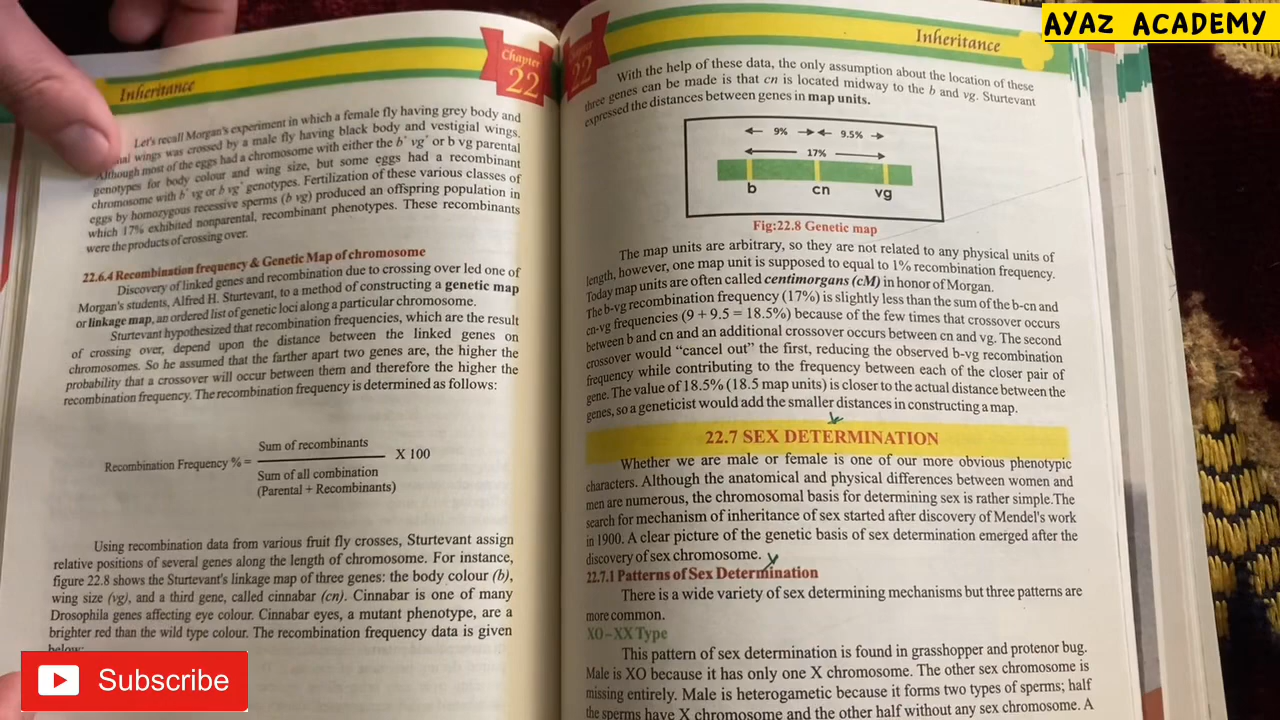 AYAZ ACADEMY
Inheritance
Chapter
22
Let's recall Morgan's experiment in which a female fly having grey body and
wings was crossed by a male fly having black body and vestigial wings.
Although most of the eggs had a chromosome with either the b⁺ vg⁺ or b vg parental
genotypes for body colour and wing size, but some eggs had a recombinant
chromosome with b⁺ vg or b vg⁺ genotypes. Fertilization of these various classes of
eggs by homozygous recessive sperms (b vg) produced an offspring population in
which 17% exhibited nonparental, recombinant phenotypes. These recombinants
were the products of crossing over.
22.6.4 Recombination frequency & Genetic Map of chromosome
Discovery of linked genes and recombination due to crossing over led one of
Morgan's students, Alfred H. Sturtevant, to a method of constructing a genetic map
or linkage map, an ordered list of genetic loci along a particular chromosome.
Sturtevant hypothesized that recombination frequencies, which are the result
of crossing over, depend upon the distance between the linked genes on
chromosomes. So he assumed that the farther apart two genes are, the higher the
probability that a crossover will occur between them and therefore the higher the
recombination frequency. The recombination frequency is determined as follows:
Recombination Frequency % = Sum of recombinants X 100
Sum of all combination
(Parental + Recombinants)
Using recombination data from various fruit fly crosses, Sturtevant assign
relative positions of several genes along the length of chromosome. For instance,
figure 22.8 shows the Sturtevant's linkage map of three genes: the body colour (b),
wing size (vg), and a third gene, called cinnabar (cn). Cinnabar is one of many
Drosophila genes affecting eye colour. Cinnabar eyes, a mutant phenotype, are a
brighter red than the wild type colour. The recombination frequency data is given
below:
Subscribe
22
Inheritance
With the help of these data, the only assumption about the location of these
three genes can be made is that cn is located midway to the b and vg. Sturtevant
expressed the distances between genes in map units.
9% 9.5%
17%
b cn vg
Fig:22.8 Genetic map
The map units are arbitrary, so they are not related to any physical units of
length, however, one map unit is supposed to equal to 1% recombination frequency.
Today map units are often called centimorgans (cM) in honor of Morgan.
The b-vg recombination frequency (17%) is slightly less than the sum of the b-cn and
cn-vg frequencies (9 + 9.5 = 18.5%) because of the few times that crossover occurs
between b and cn and an additional crossover occurs between cn and vg. The second
crossover would “cancel out” the first, reducing the observed b-vg recombination
frequency while contributing to the frequency between each of the closer pair of
gene. The value of 18.5% (18.5 map units) is closer to the actual distance between the
genes, so a geneticist would add the smaller distances in constructing a map.
22.7 SEX DETERMINATION
Whether we are male or female is one of our more obvious phenotypic
characters. Although the anatomical and physical differences between women and
men are numerous, the chromosomal basis for determining sex is rather simple.The
search for mechanism of inheritance of sex started after discovery of Mendel's work
in 1900. A clear picture of the genetic basis of sex determination emerged after the
discovery of sex chromosome.
22.7.1 Patterns of Sex Determination
There is a wide variety of sex determining mechanisms but three patterns are
more common.
XO – XX Type
This pattern of sex determination is found in grasshopper and protenor bug.
Male is XO because it has only one X chromosome. The other sex chromosome is
missing entirely. Male is heterogametic because it forms two types of sperms; half
the sperms have X chromosome and the other half without any sex chromosome. A